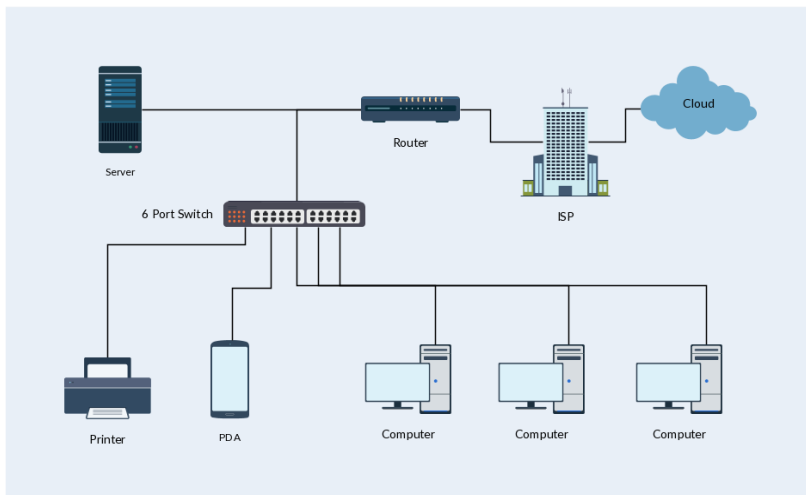 Cloud
Router
Server
6 Port Switch
ISP
Printer
PDA
Computer
Computer
Computer